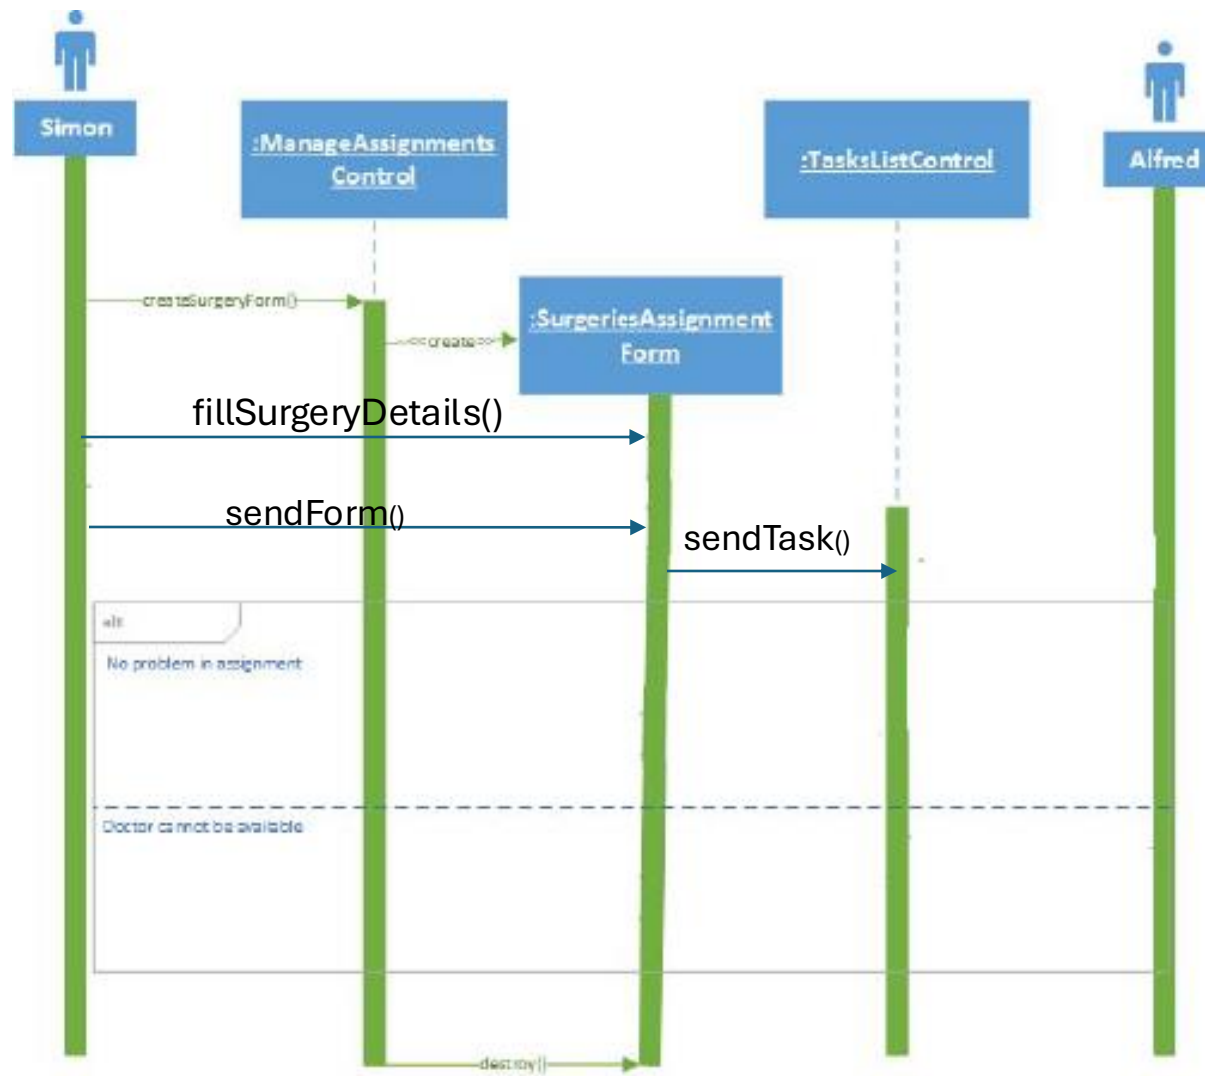 Simon
:ManageAssignments
Control
:TasksListControl
Alfred
createSurgeryForm()
:SurgeriesAssignment
Form
<<create>>
fillSurgeryDetails()
sendForm()
sendTask()
alt
No problem in assignment
Doctor cannot be available
destroy()